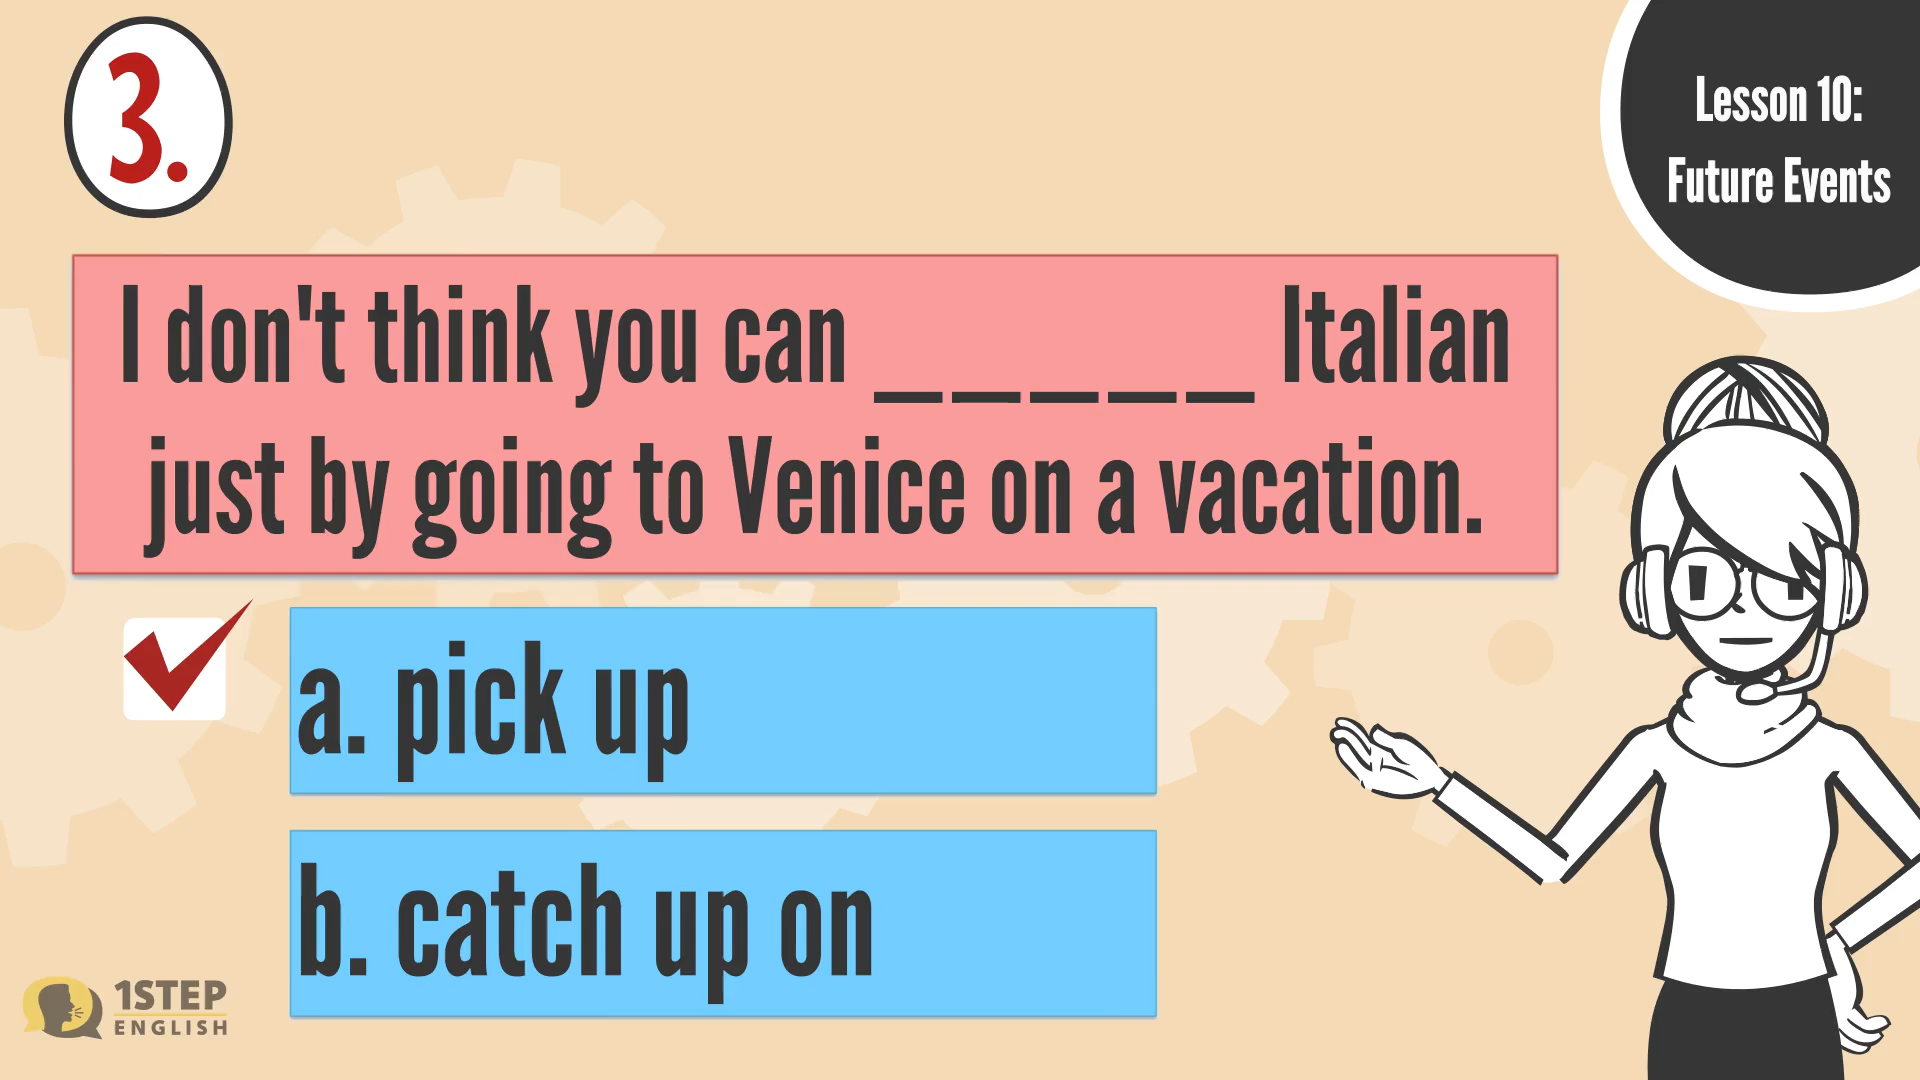 3.
Lesson 10:
Future Events
I don't think you can _____ Italian
just by going to Venice on a vacation.
a. pick up
b. catch up on
1STEP
ENGLISH